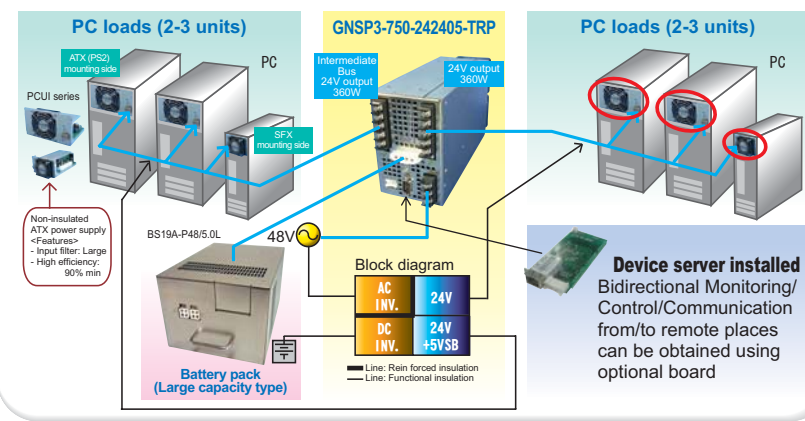 PC loads (2-3 units)
ATX (PS2)
mounting side
PC
PCUI series
SFX
mounting side
Non-insulated
ATX power supply
<Features>
- Input filter: Large
- High efficiency:
90% min
GNSP3-750-242405-TRP
Intermediate
Bus
24V output
360W
24V output
360W
BS19A-P48/5.0L
48V
Battery pack
(Large capacity type)
Block diagram
AC
INV.
24V
DC
INV.
24V
+5VSB
Line: Rein forced insulation
Line: Functional insulation
PC loads (2-3 units)
PC
Device server installed
Bidirectional Monitoring/
Control/Communication
from/to remote places
can be obtained using
optional board